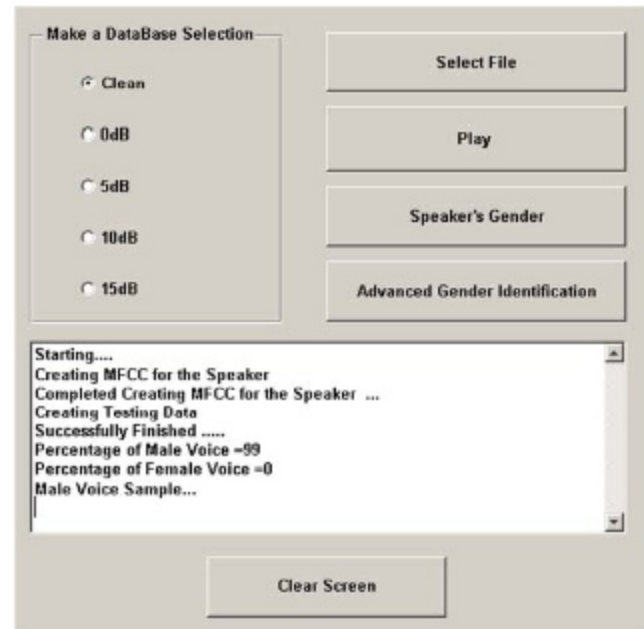 Make a DataBase Selection
Clean
0dB
5dB
10dB
15dB
Select File
Play
Speaker's Gender
Advanced Gender Identification
Starting....
Creating MFCC for the Speaker
Completed Creating MFCC for the Speaker ...
Creating Testing Data
Successfully Finished .....
Percentage of Male Voice =99
Percentage of Female Voice =0
Male Voice Sample...
Clear Screen